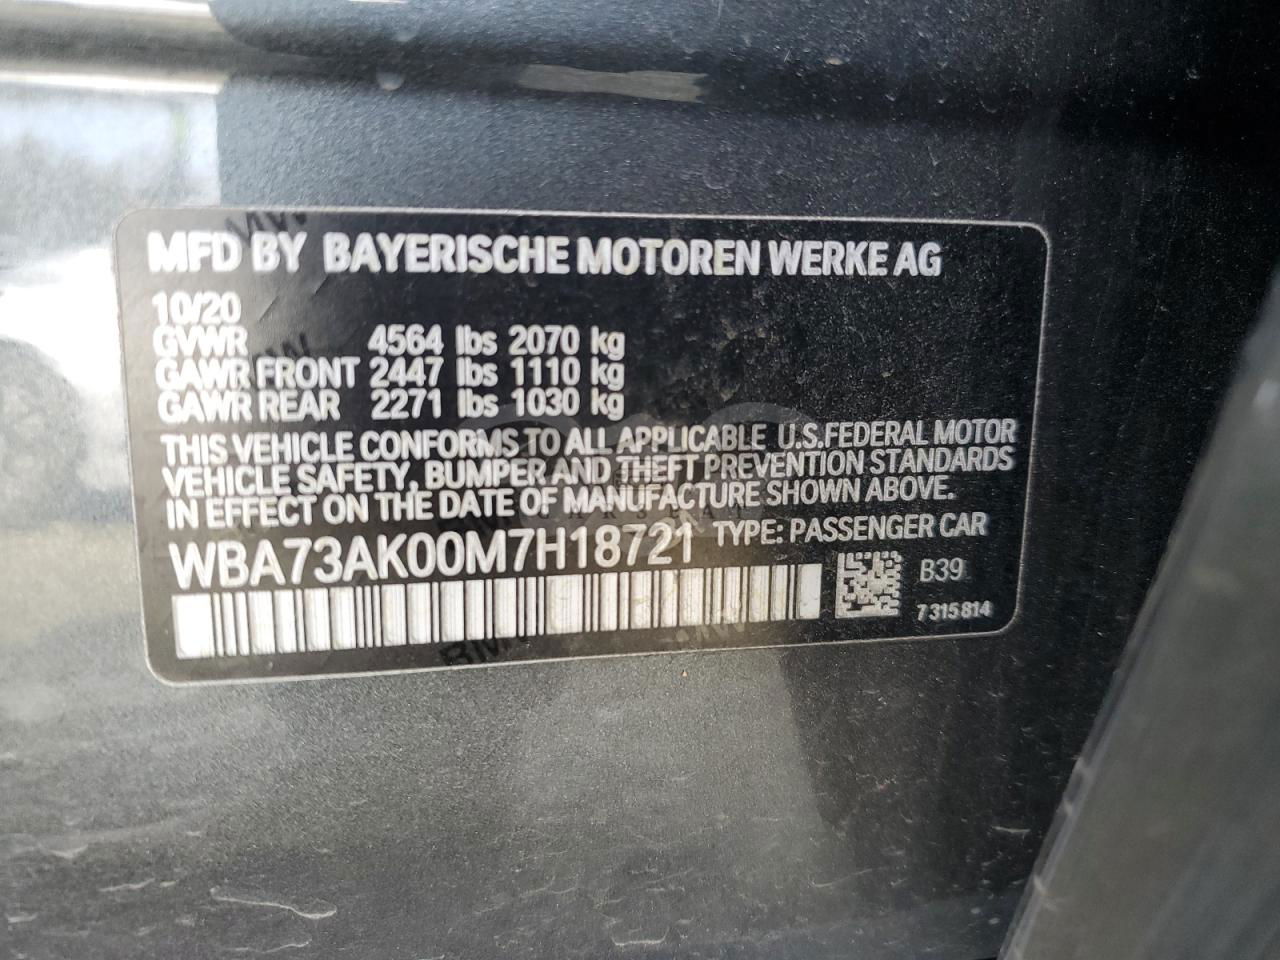 MFD BY BAYERISCHE MOTOREN WERKE AG
10/20
GVWR 4564 lbs 2070 kg
GAWR FRONT 2447 lbs 1110 kg
GAWR REAR 2271 lbs 1030 kg
THIS VEHICLE CONFORMS TO ALL APPLICABLE U.S.FEDERAL MOTOR
VEHICLE SAFETY, BUMPER AND THEFT PREVENTION STANDARDS
IN EFFECT ON THE DATE OF MANUFACTURE SHOWN ABOVE.
WBA73AK00M7H18721 TYPE: PASSENGER CAR
B39
7 315 814